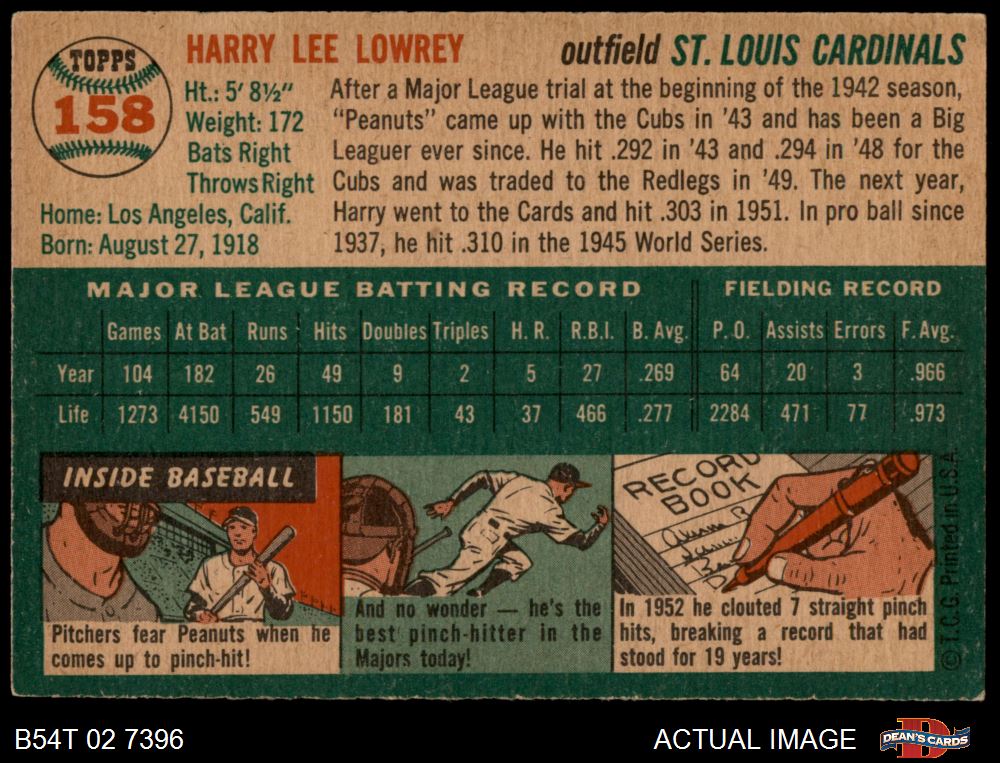 TOPPS
158
HARRY LEE LOWREY
outfield ST. LOUIS CARDINALS
Ht.: 5' 8½"
Weight: 172
Bats Right
Throws Right
Home: Los Angeles, Calif.
Born: August 27, 1918
After a Major League trial at the beginning of the 1942 season,
"Peanuts" came up with the Cubs in '43 and has been a Big
Leaguer ever since. He hit .292 in '43 and .294 in '48 for the
Cubs and was traded to the Redlegs in '49. The next year,
Harry went to the Cards and hit .303 in 1951. In pro ball since
1937, he hit .310 in the 1945 World Series.
MAJOR LEAGUE BATTING RECORD FIELDING RECORD
Games At Bat Runs Hits Doubles Triples H. R. R.B.I. B. Avg. P. O. Assists Errors F. Avg.
Year 104 182 26 49 9 2 5 27 .269 64 20 3 .966
Life 1273 4150 549 1150 181 43 37 466 .277 2284 471 77 .973
INSIDE BASEBALL
Pitchers fear Peanuts when he
comes up to pinch-hit!
And no wonder — he's the
best pinch-hitter in the
Majors today!
RECORD
BOOK
In 1952 he clouted 7 straight pinch
hits, breaking a record that had
stood for 19 years!
© T.C.G. Printed in U.S.A.
B54T 02 7396
ACTUAL IMAGE
D
DEAN'S CARDS